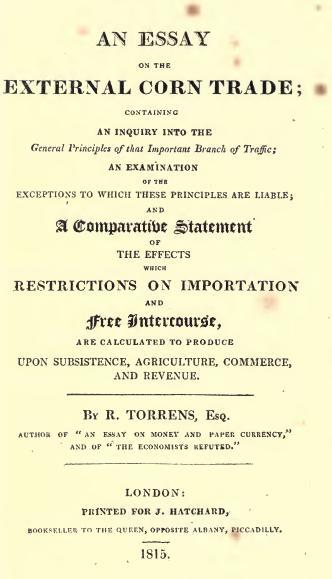 AN ESSAY
ON THE
EXTERNAL CORN TRADE;
CONTAINING
AN INQUIRY INTO THE
General Principles of that Important Branch of Traffic;
AN EXAMINATION
OF THE
EXCEPTIONS TO WHICH THESE PRINCIPLES ARE LIABLE;
AND
A Comparative Statement
OF
THE EFFECTS
WHICH
RESTRICTIONS ON IMPORTATION
AND
Free Intercourse,
ARE CALCULATED TO PRODUCE
UPON SUBSISTENCE, AGRICULTURE, COMMERCE,
AND REVENUE.
BY R. TORRENS, ESQ.
AUTHOR OF "AN ESSAY ON MONEY AND PAPER CURRENCY,"
AND OF "THE ECONOMISTS REFUTED."
LONDON:
PRINTED FOR J. HATCHARD,
BOOKSELLER TO THE QUEEN, OPPOSITE ALBANY, PICCADILLY.
1815.